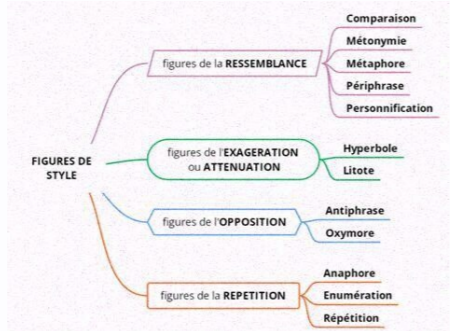 FIGURES DE
STYLE
figures de la RESSEMBLANCE
Comparaison
Métonymie
Métaphore
Périphrase
Personnification
figures de l'EXAGERATION
ou ATTENUATION
Hyperbole
Litote
figures de l'OPPOSITION
Antiphrase
Oxymore
figures de la REPETITION
Anaphore
Enumération
Répétition